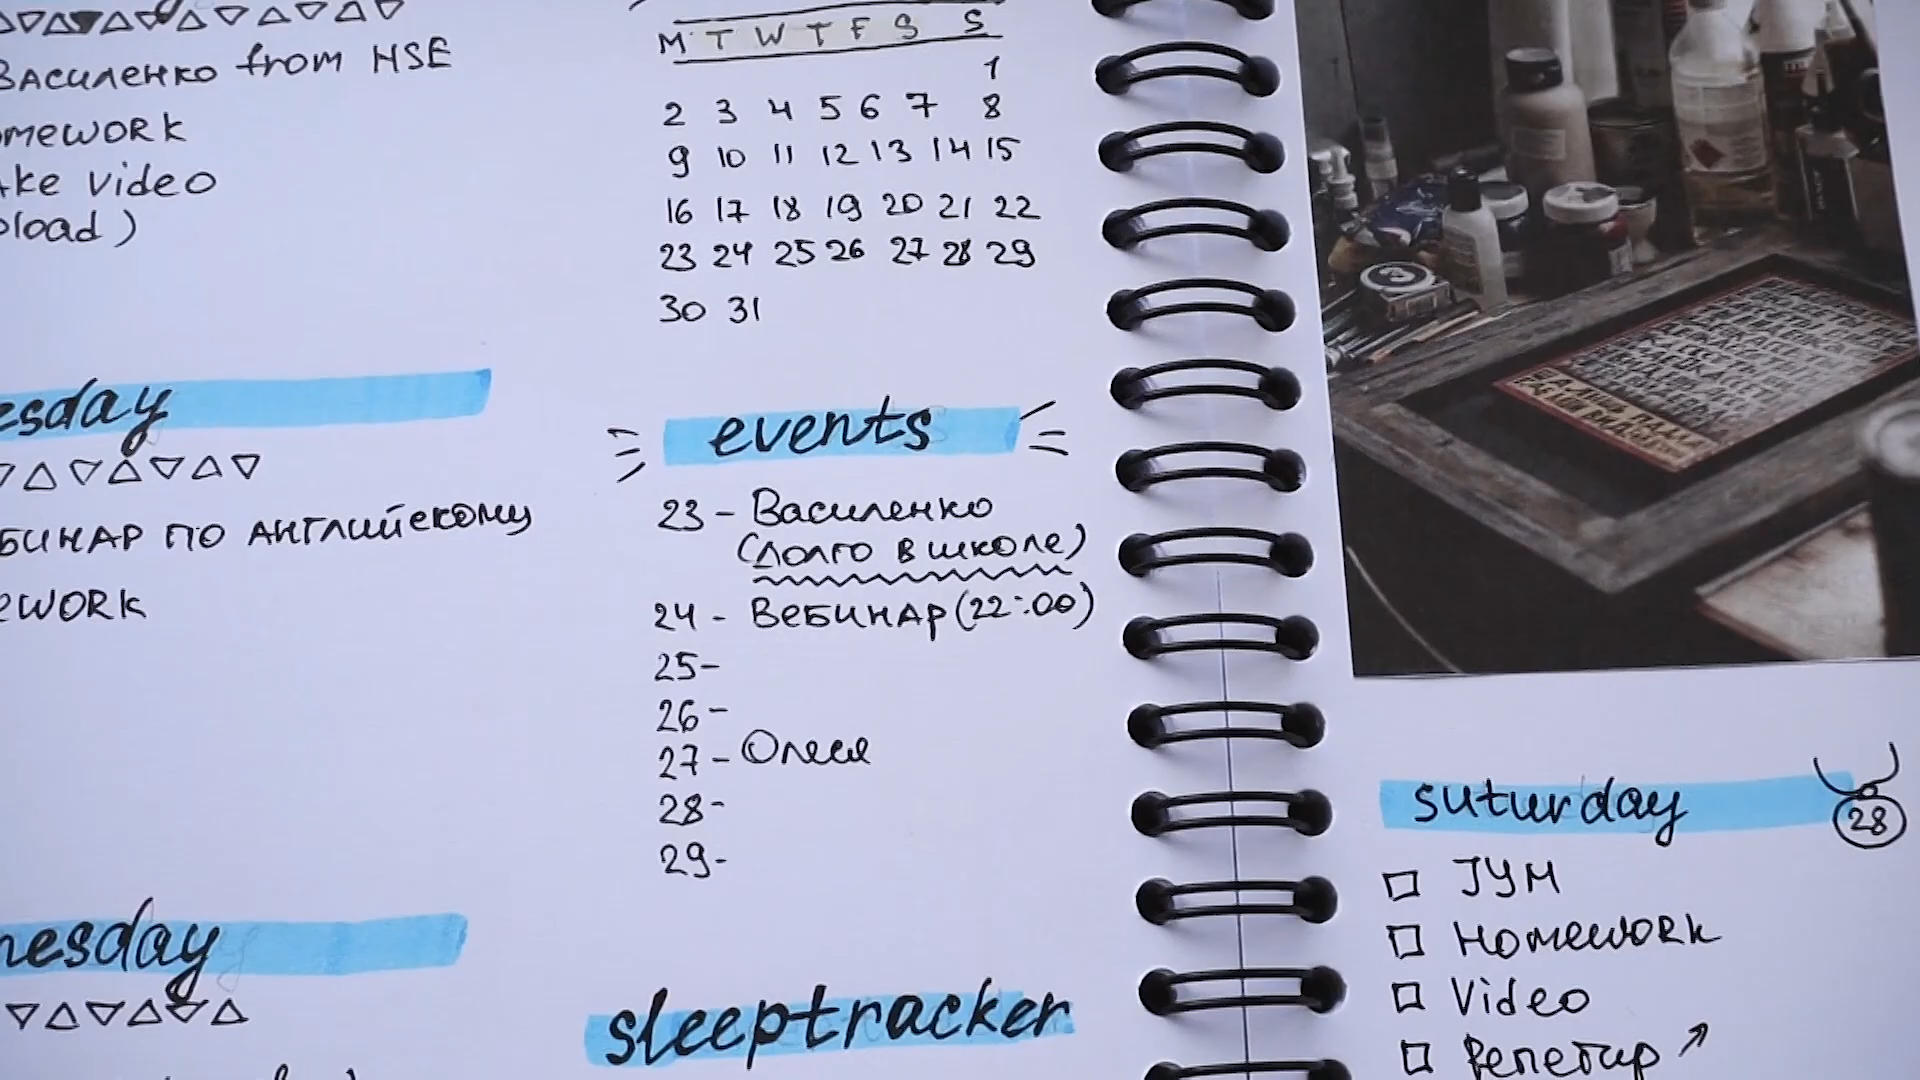 Василенко from HSE
omework
ke video
pload)
esday
БИНАР ПО АНГЛИЙСКОМУ
ework
nesday
M T W T F S S
1
2 3 4 5 6 7 8
9 10 11 12 13 14 15
16 17 18 19 20 21 22
23 24 25 26 27 28 29
30 31
events
23 - Василенко
(Долго в школе)
24 - Вебинар (22:00)
25-
26-
27- Олеся
28-
29-
sleeptracker
suturday 28
JYM
Homework
Video
Репетир